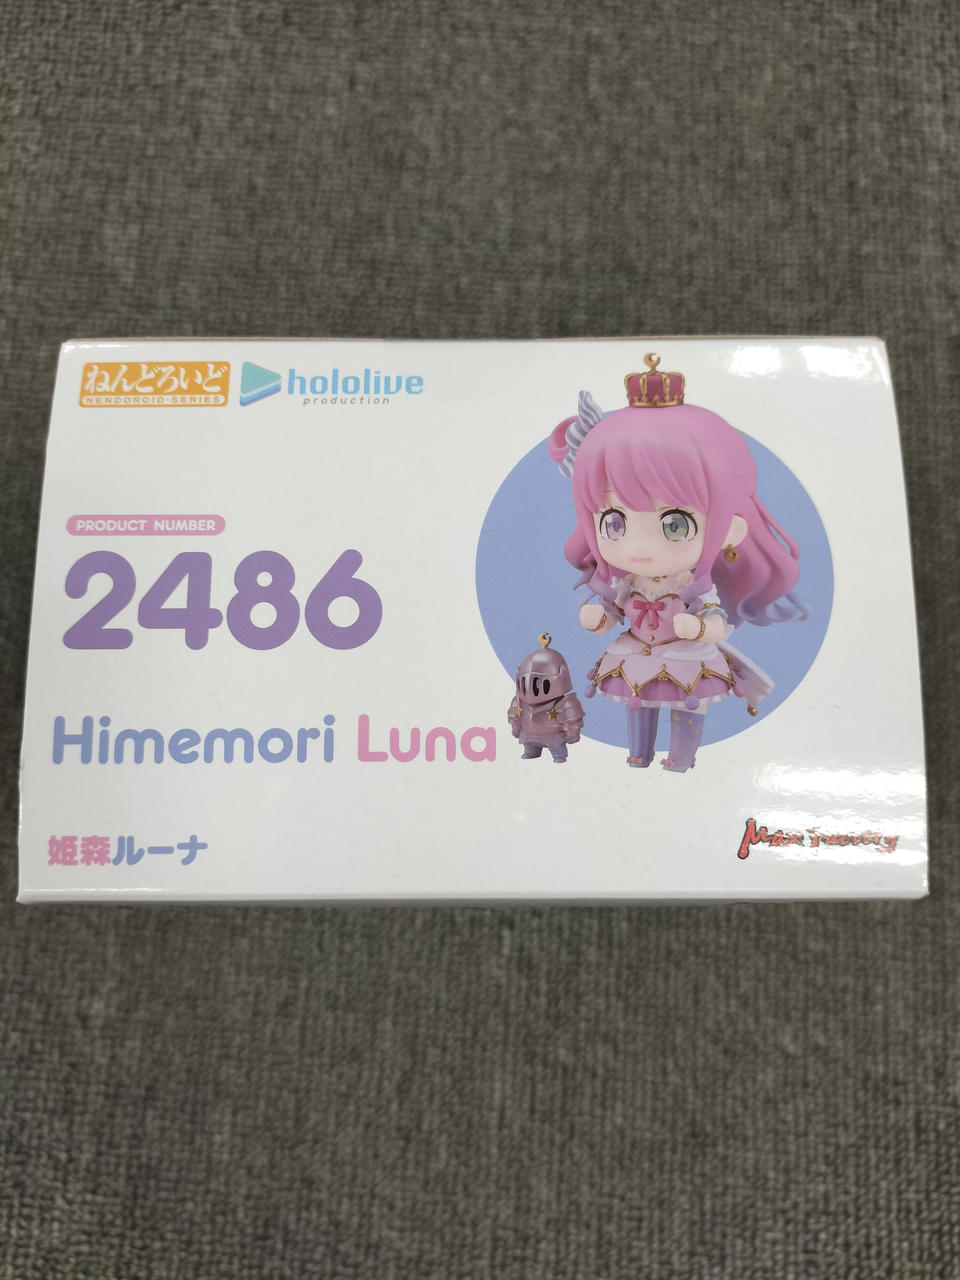 ねんどろいど
NENDOROID-SERIES
hololive
production
PRODUCT NUMBER
2486
Himemori Luna
姫森ルーナ
Max Factory